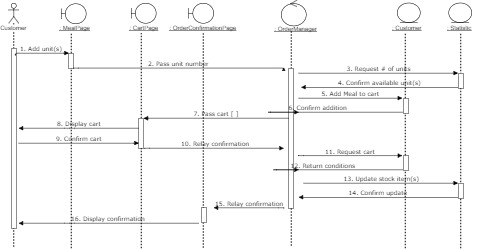 Customer
: MealPage
: CartPage
: OrderConfirmationPage
: OrderManager
: Customer
: Statistic
1. Add unit(s)
2. Pass unit number
3. Request # of units
4. Confirm available unit(s)
5. Add Meal to cart
6. Confirm addition
7. Pass cart [ ]
8. Display cart
9. Confirm cart
10. Relay confirmation
11. Request cart
12. Return conditions
13. Update stock item(s)
14. Confirm update
15. Relay confirmation
16. Display confirmation